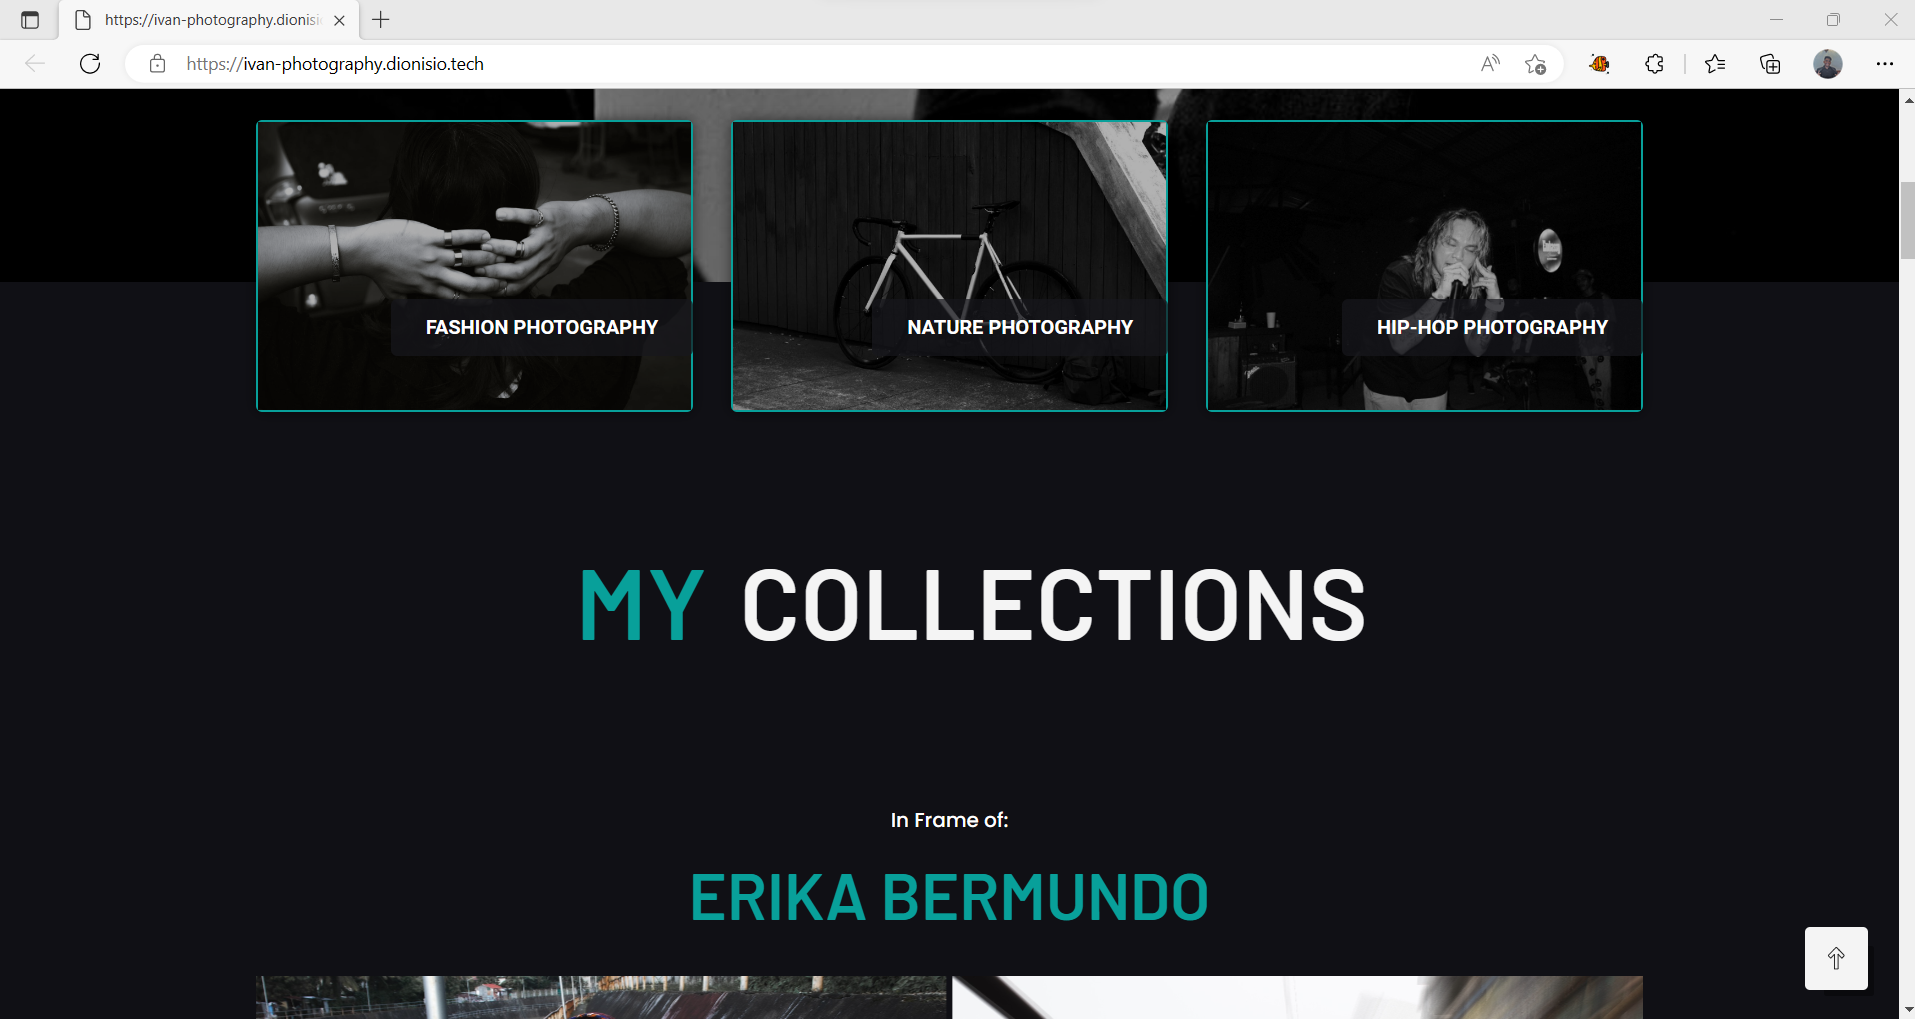 https://ivan-photography.dionisi
https://ivan-photography.dionisio.tech
FASHION PHOTOGRAPHY
NATURE PHOTOGRAPHY
HIP-HOP PHOTOGRAPHY
MY COLLECTIONS
In Frame of:
ERIKA BERMUNDO